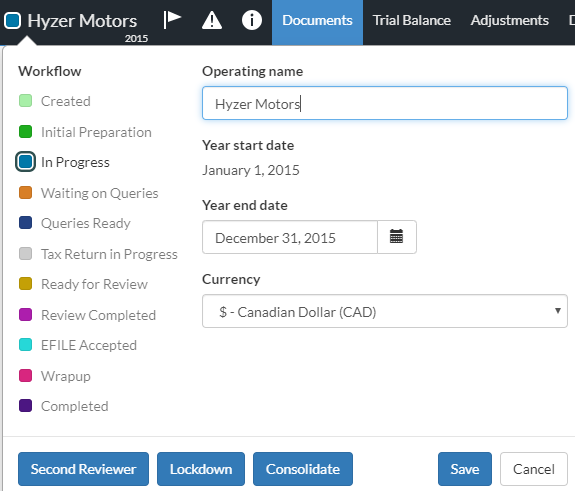 Hyzer Motors
2015
Documents
Trial Balance
Adjustments
D
Workflow
Created
Initial Preparation
In Progress
Waiting on Queries
Queries Ready
Tax Return in Progress
Ready for Review
Review Completed
EFILE Accepted
Wrapup
Completed
Operating name
Hyzer Motors
Year start date
January 1, 2015
Year end date
December 31, 2015
Currency
$ - Canadian Dollar (CAD)
Second Reviewer
Lockdown
Consolidate
Save
Cancel